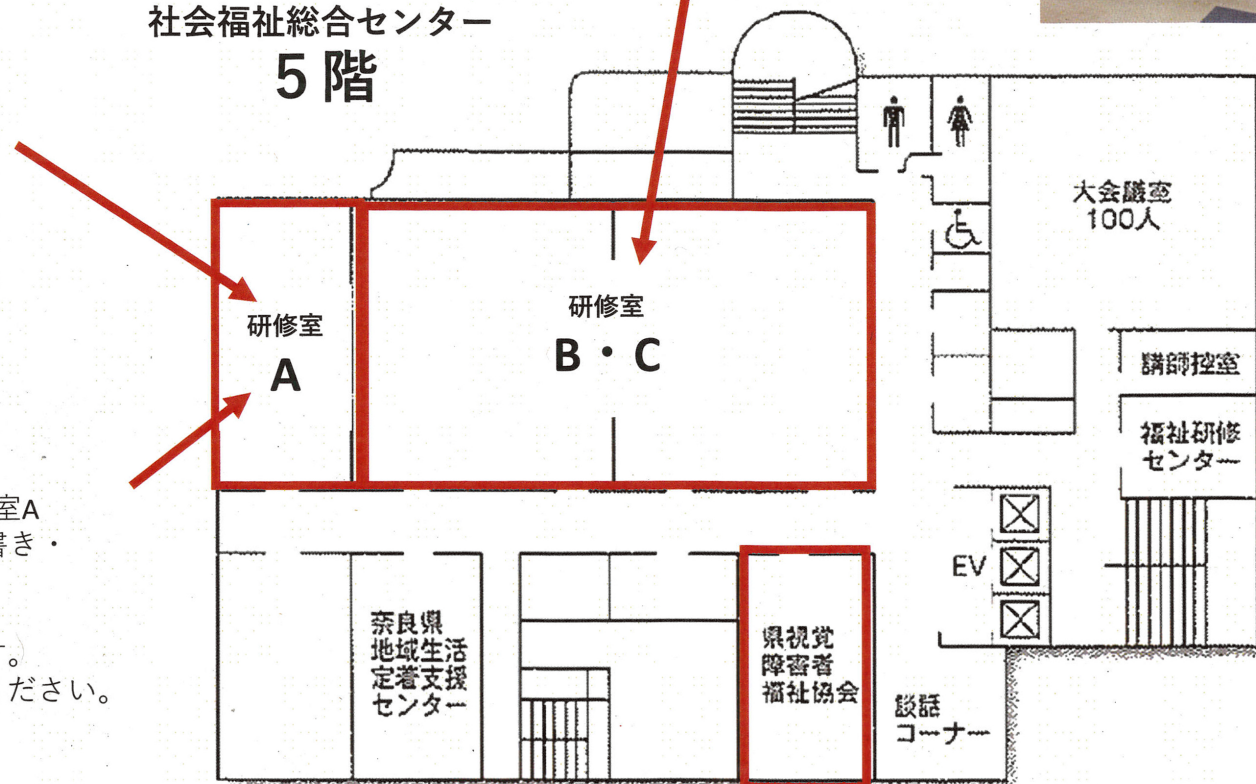 社会福祉総合センター
5階
大会議室
100人
研修室
A
研修室
B・C
講師控室
福祉研修
センター
室A
書き・
す。
ださい。
EV
奈良県
地域生活
定着支援
センター
県視覚
障害者
福祉協会
談話
コーナー